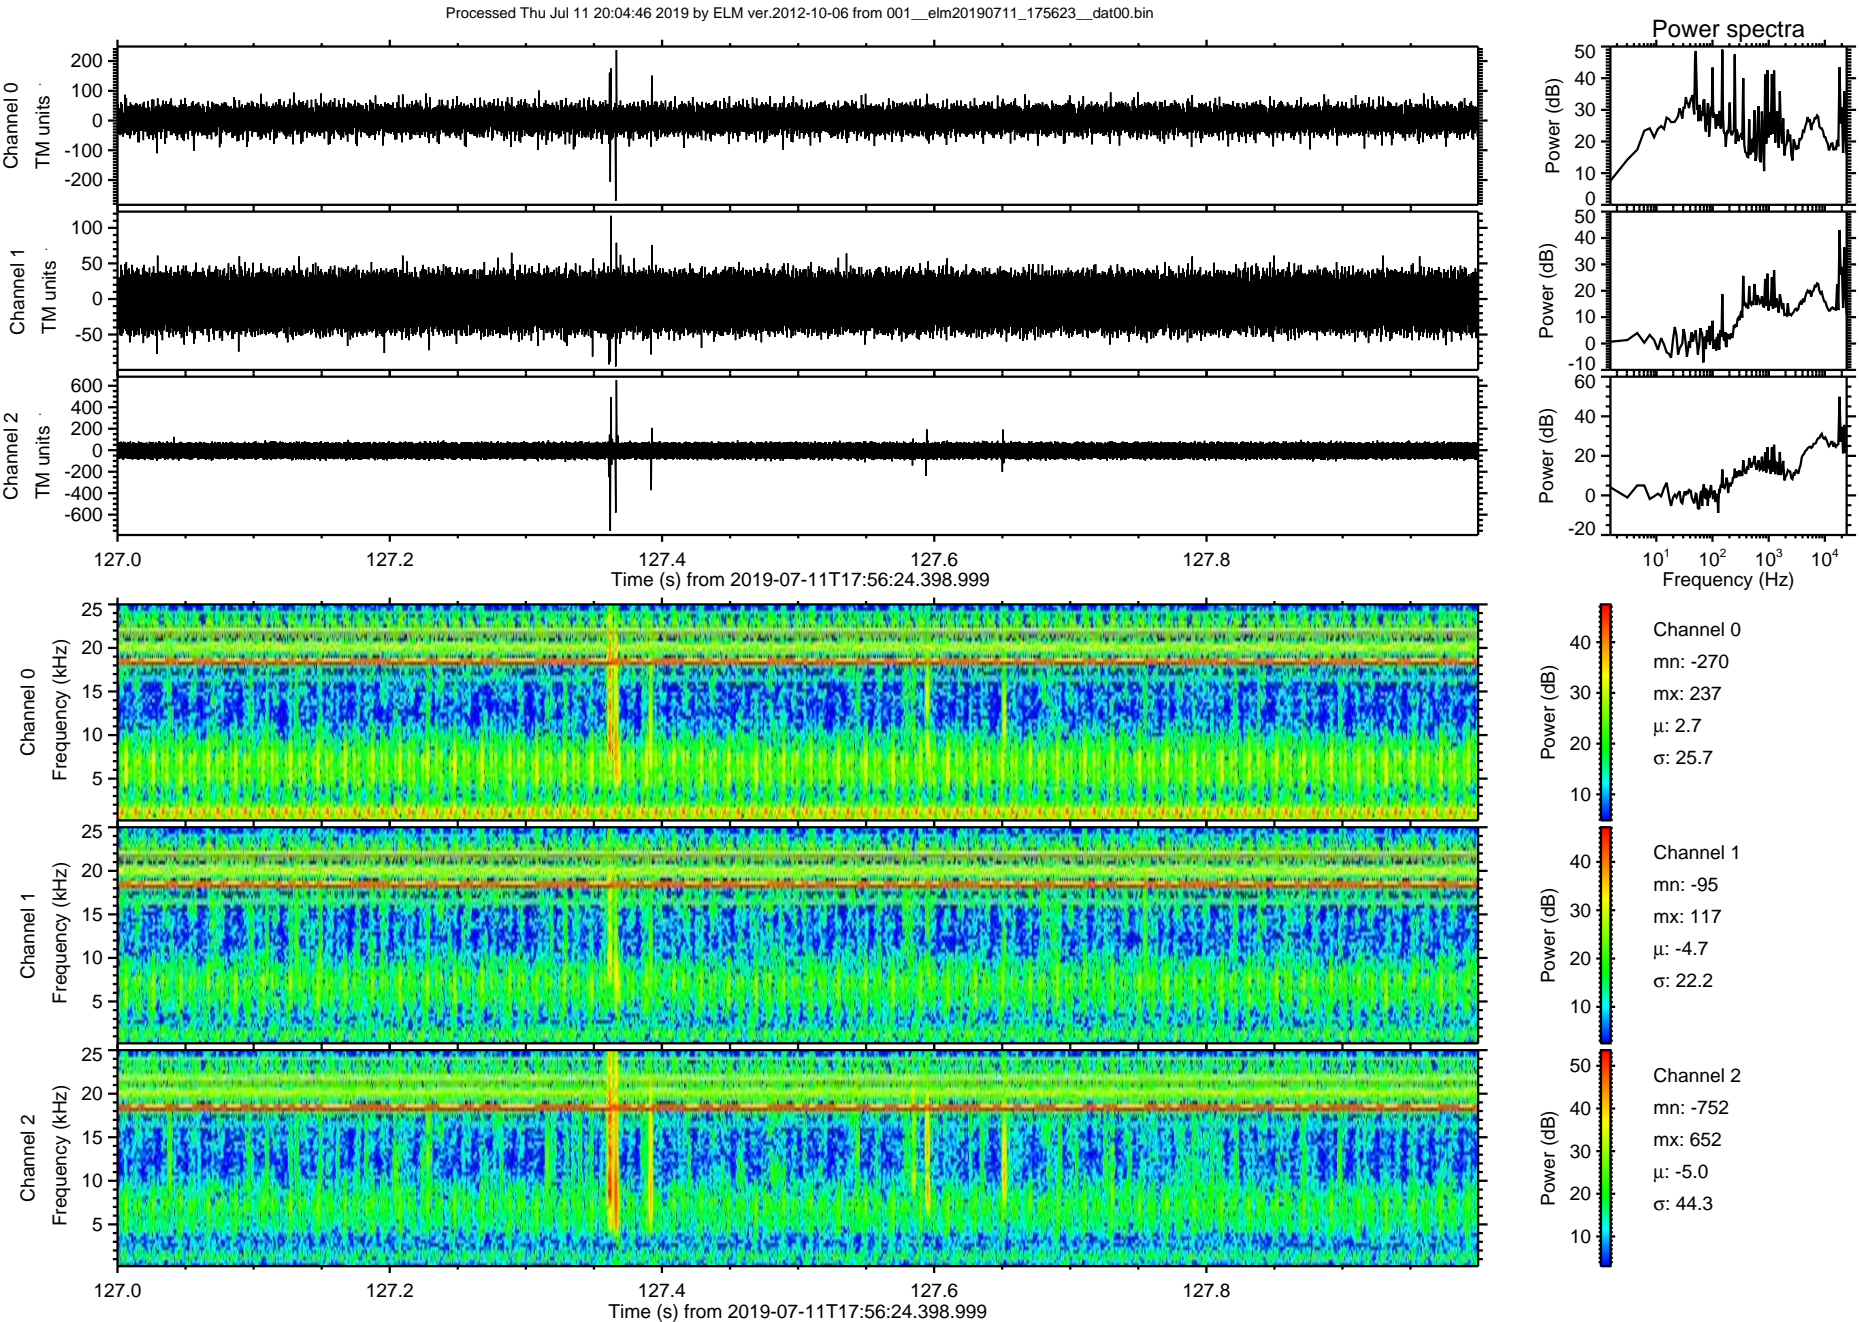 Processed Thu Jul 11 20:04:46 2019 by ELM ver.2012-10-06 from 001__elm20190711_175623__dat00.bin
Power spectra
Channel 0
TM units
200
100
0
-100
-200
Power (dB)
50
40
30
20
10
0
Channel 1
TM units
100
50
0
-50
Power (dB)
50
40
30
20
10
0
-10
Channel 2
TM units
600
400
200
0
-200
-400
-600
Power (dB)
60
40
20
0
-20
127.0 127.2 127.4 127.6 127.8
Time (s) from 2019-07-11T17:56:24.398.999
10^1 10^2 10^3 10^4
Frequency (Hz)
Channel 0
Frequency (kHz)
25
20
15
10
5
Power (dB)
40
30
20
10
Channel 0
mn: -270
mx: 237
μ: 2.7
σ: 25.7
Channel 1
Frequency (kHz)
25
20
15
10
5
Power (dB)
40
30
20
10
Channel 1
mn: -95
mx: 117
μ: -4.7
σ: 22.2
Channel 2
Frequency (kHz)
25
20
15
10
5
Power (dB)
50
40
30
20
10
Channel 2
mn: -752
mx: 652
μ: -5.0
σ: 44.3
127.0 127.2 127.4 127.6 127.8
Time (s) from 2019-07-11T17:56:24.398.999